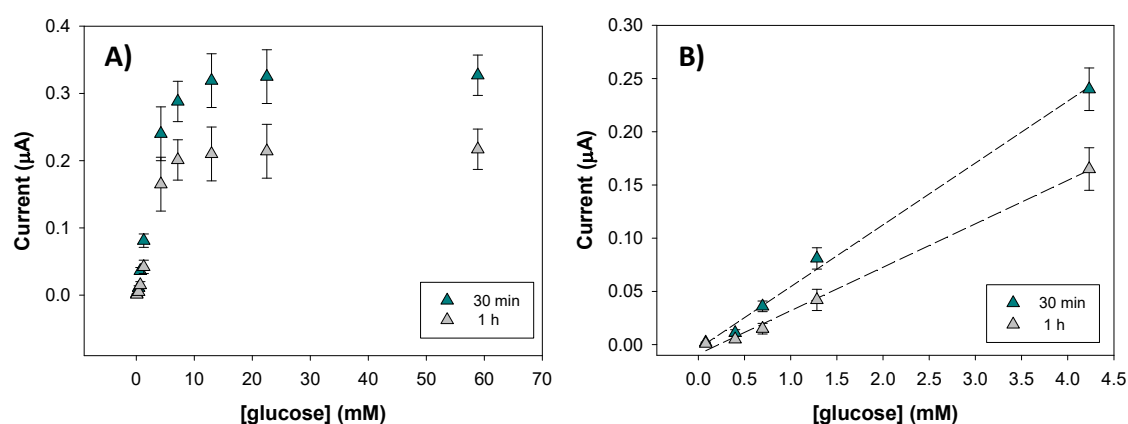 A)
0.4
0.3
0.2
0.1
0.0
Current (µA)
30 min
1 h
0 10 20 30 40 50 60 70
[glucose] (mM)
B)
0.30
0.25
0.20
0.15
0.10
0.05
0.00
Current (µA)
30 min
1 h
0.0 0.5 1.0 1.5 2.0 2.5 3.0 3.5 4.0 4.5
[glucose] (mM)